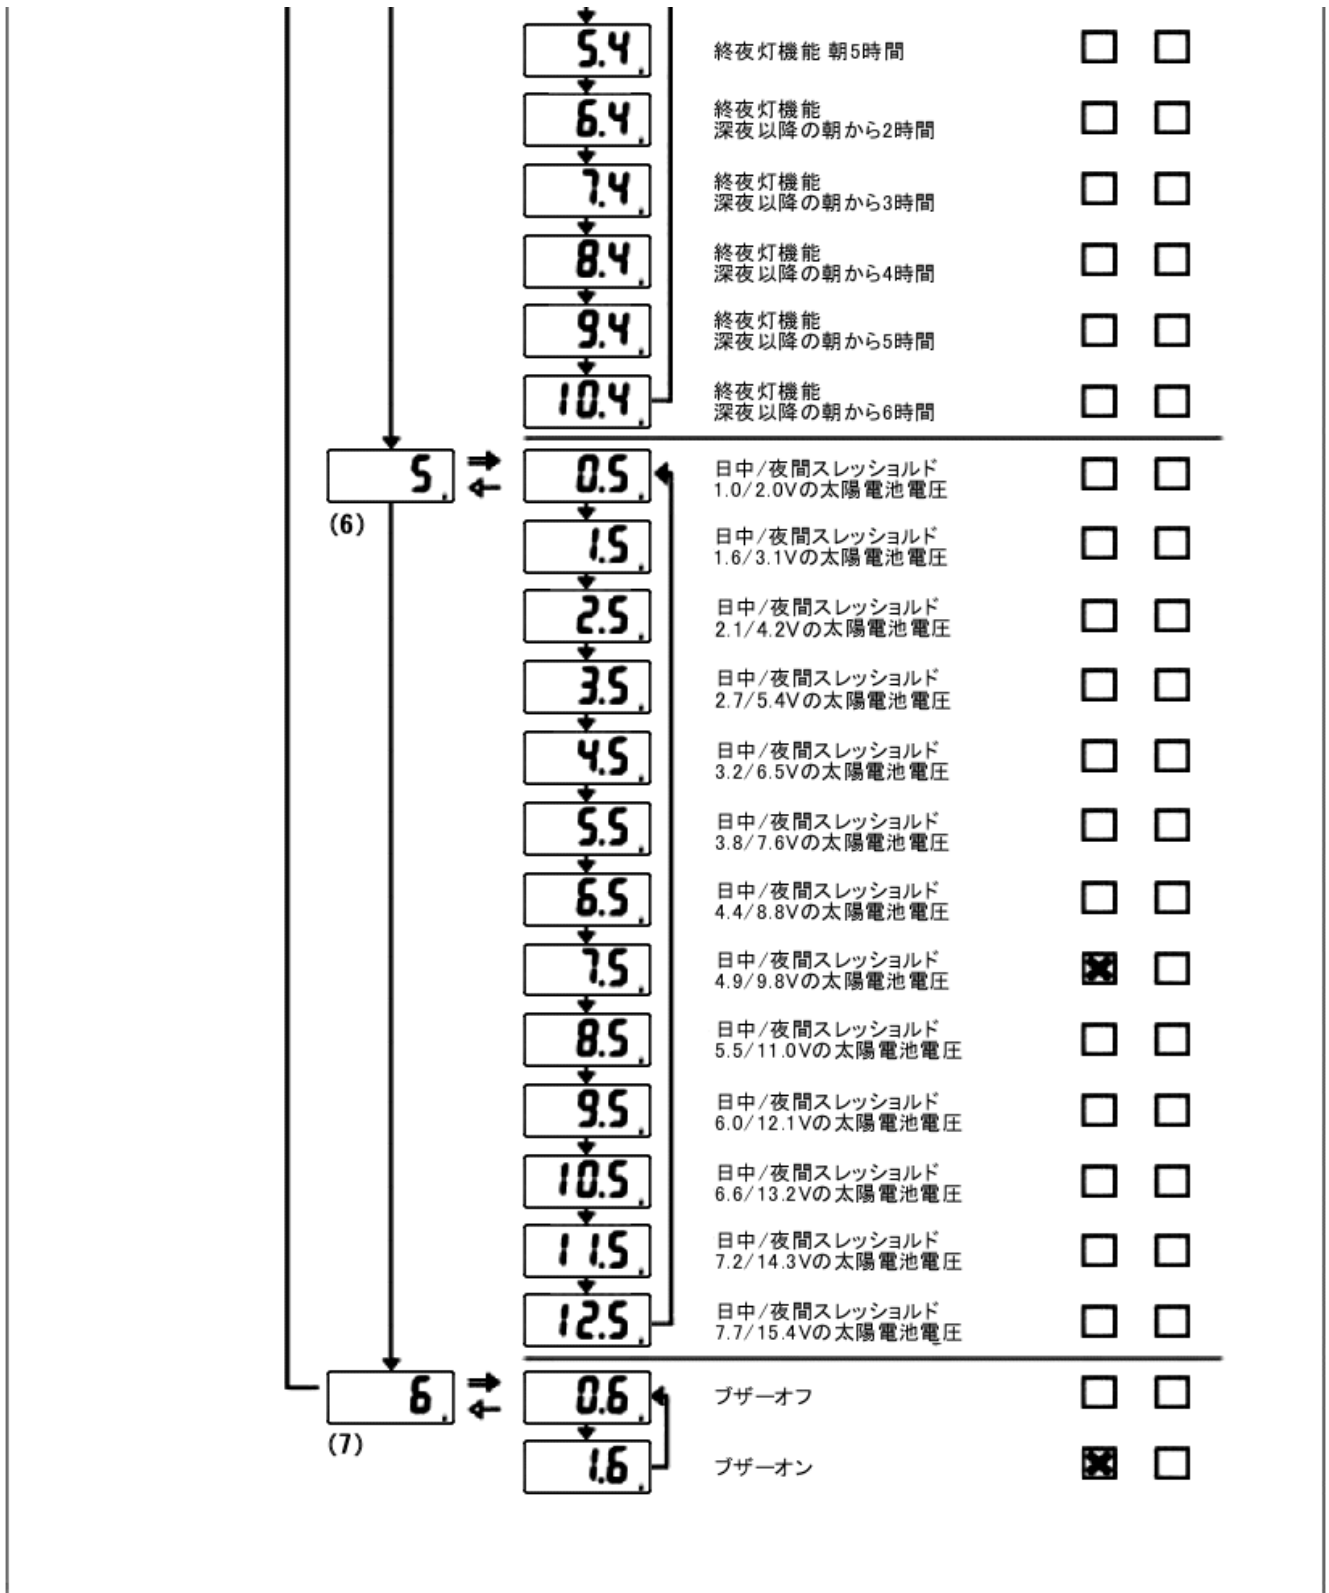 5.4 終夜灯機能 朝5時間
6.4 終夜灯機能
深夜以降の朝から2時間
7.4 終夜灯機能
深夜以降の朝から3時間
8.4 終夜灯機能
深夜以降の朝から4時間
9.4 終夜灯機能
深夜以降の朝から5時間
10.4 終夜灯機能
深夜以降の朝から6時間
5 0.5 日中/夜間スレッショルド
1.0/2.0Vの太陽電池電圧
(6)
1.5 日中/夜間スレッショルド
1.6/3.1Vの太陽電池電圧
2.5 日中/夜間スレッショルド
2.1/4.2Vの太陽電池電圧
3.5 日中/夜間スレッショルド
2.7/5.4Vの太陽電池電圧
4.5 日中/夜間スレッショルド
3.2/6.5Vの太陽電池電圧
5.5 日中/夜間スレッショルド
3.8/7.6Vの太陽電池電圧
6.5 日中/夜間スレッショルド
4.4/8.8Vの太陽電池電圧
7.5 日中/夜間スレッショルド
4.9/9.8Vの太陽電池電圧
8.5 日中/夜間スレッショルド
5.5/11.0Vの太陽電池電圧
9.5 日中/夜間スレッショルド
6.0/12.1Vの太陽電池電圧
10.5 日中/夜間スレッショルド
6.6/13.2Vの太陽電池電圧
11.5 日中/夜間スレッショルド
7.2/14.3Vの太陽電池電圧
12.5 日中/夜間スレッショルド
7.7/15.4Vの太陽電池電圧
6 0.6 ブザーオフ
(7)
1.6 ブザーオン